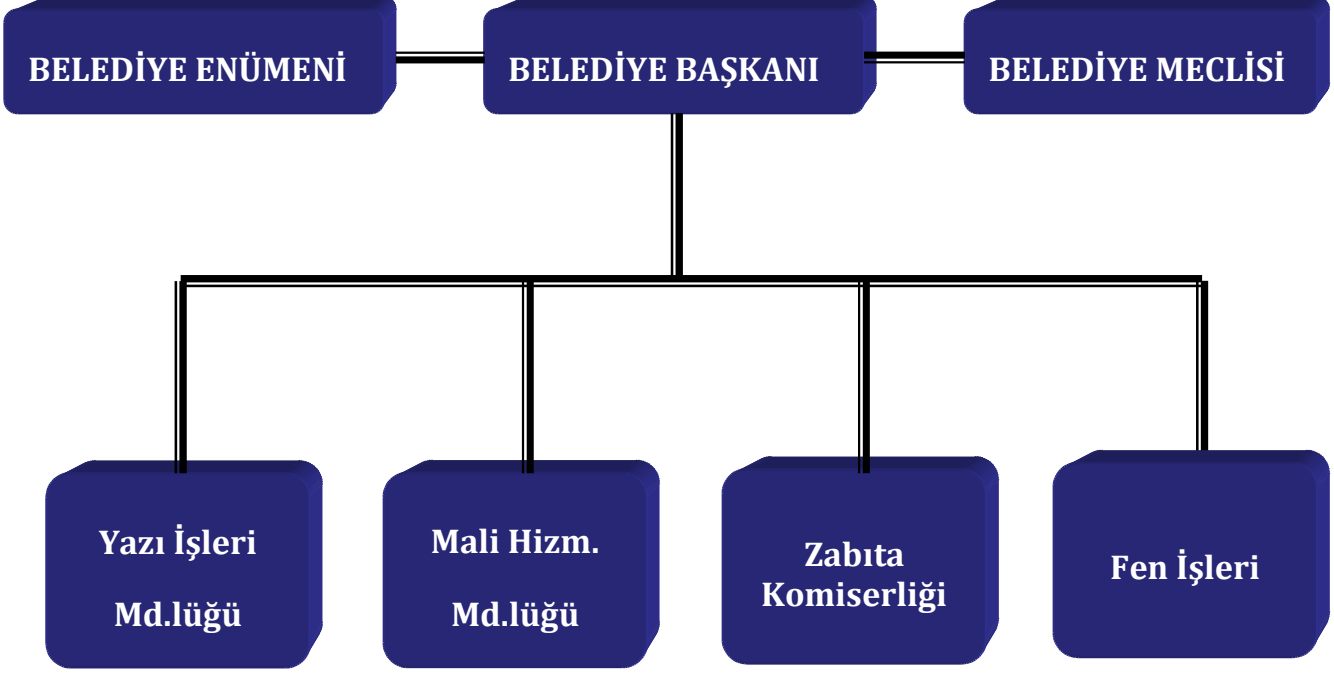 BELEDİYE ENÜMENİ
BELEDİYE BAŞKANI
BELEDİYE MECLİSİ
Yazı İşleri
Md.lüğü
Mali Hizm.
Md.lüğü
Zabıta
Komiserliği
Fen İşleri